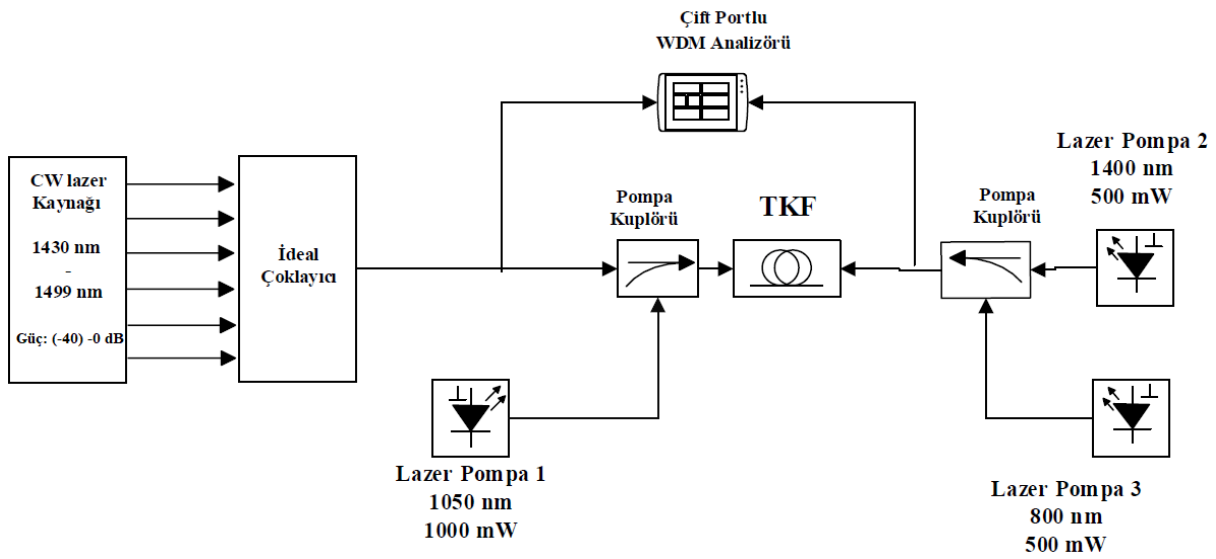 Çift Portlu
WDM Analizörü
CW lazer
Kaynağı
1430 nm
-
1499 nm
Güç: (-40) -0 dB
İdeal
Çoklayıcı
Pompa
Kuplörü
TKF
Pompa
Kuplörü
Lazer Pompa 2
1400 nm
500 mW
Lazer Pompa 1
1050 nm
1000 mW
Lazer Pompa 3
800 nm
500 mW